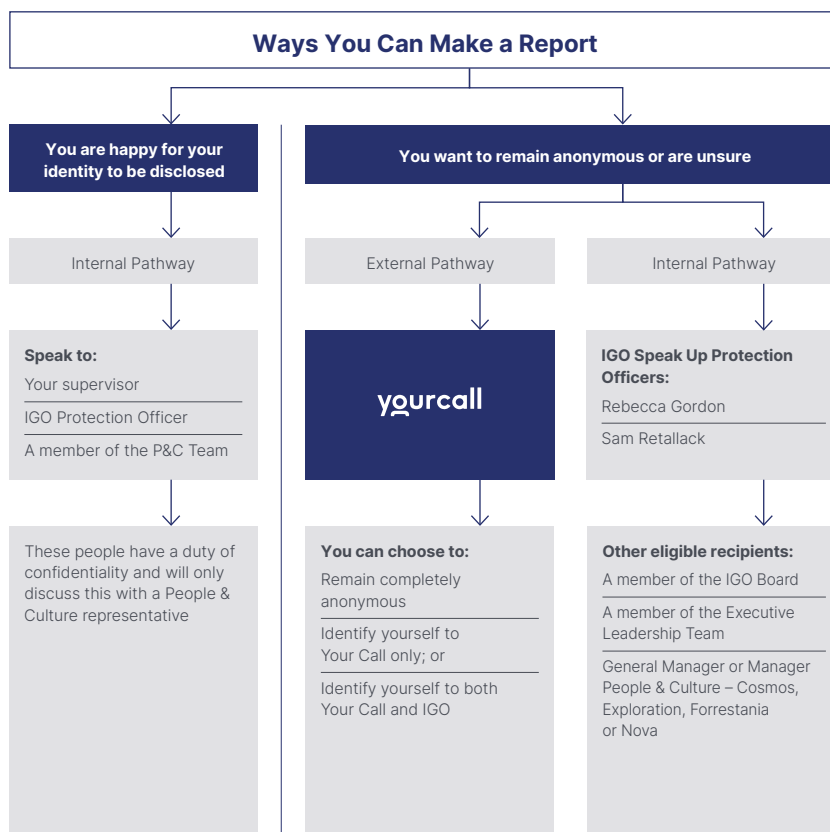 Ways You Can Make a Report
You are happy for your
identity to be disclosed
Internal Pathway
Speak to:
Your supervisor
IGO Protection Officer
A member of the P&C Team
These people have a duty of
confidentiality and will only
discuss this with a People &
Culture representative
You want to remain anonymous or are unsure
External Pathway
yourcall
You can choose to:
Remain completely
anonymous
Identify yourself to
Your Call only; or
Identify yourself to both
Your Call and IGO
Internal Pathway
IGO Speak Up Protection
Officers:
Rebecca Gordon
Sam Retallack
Other eligible recipients:
A member of the IGO Board
A member of the Executive
Leadership Team
General Manager or Manager
People & Culture – Cosmos,
Exploration, Forrestania
or Nova